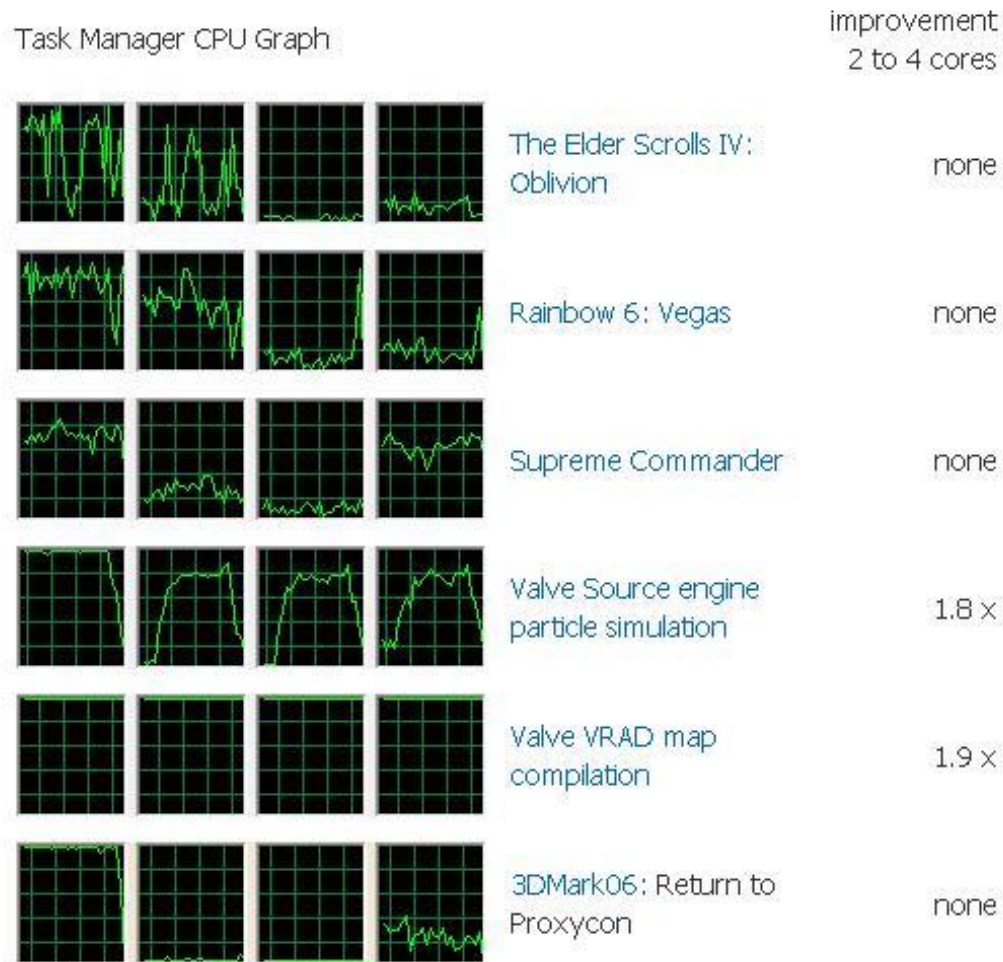 Task Manager CPU Graph
improvement
2 to 4 cores
The Elder Scrolls IV:
Oblivion
none
Rainbow 6: Vegas
none
Supreme Commander
none
Valve Source engine
particle simulation
1.8 x
Valve VRAD map
compilation
1.9 x
3DMark06: Return to
Proxycon
none